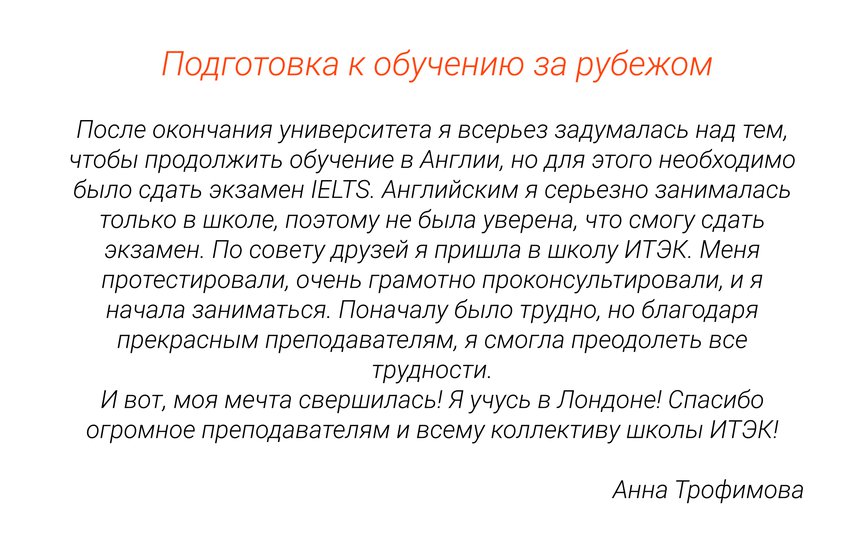 Подготовка к обучению за рубежом
После окончания университета я всерьез задумалась над тем,
чтобы продолжить обучение в Англии, но для этого необходимо
было сдать экзамен IELTS. Английским я серьезно занималась
только в школе, поэтому не была уверена, что смогу сдать
экзамен. По совету друзей я пришла в школу ИТЭК. Меня
протестировали, очень грамотно проконсультировали, и я
начала заниматься. Поначалу было трудно, но благодаря
прекрасным преподавателям, я смогла преодолеть все
трудности.
И вот, моя мечта свершилась! Я учусь в Лондоне! Спасибо
огромное преподавателям и всему коллективу школы ИТЭК!
Анна Трофимова